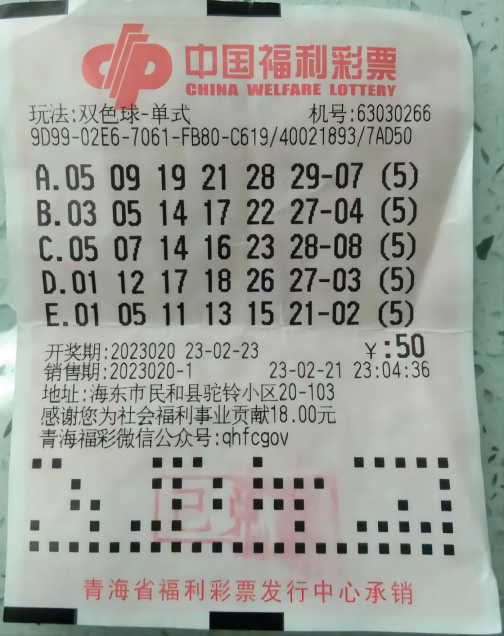 中国福利彩票
CHINA WELFARE LOTTERY
玩法:双色球-单式 机号:63030266
9D99-02E6-7061-FB80-C619/40021893/7AD50
A.05 09 19 21 28 29-07 (5)
B.03 05 14 17 22 27-04 (5)
C.05 07 14 16 23 28-08 (5)
D.01 12 17 18 26 27-03 (5)
E.01 05 11 13 15 21-02 (5)
开奖期:2023020 23-02-23 ¥:50
销售期:2023020-1 23-02-21 23:04:36
地址:海东市民和县驼铃小区20-103
感谢您为社会福利事业贡献18.00元
青海福彩微信公众号:qhfcgov
青海省福利彩票发行中心承销